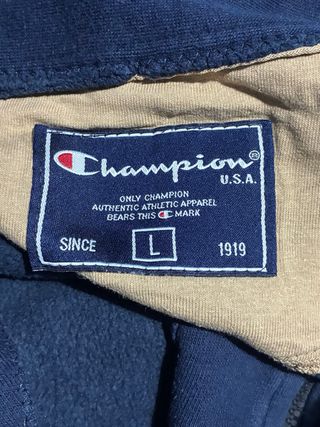 Champion®
U.S.A.
ONLY CHAMPION
AUTHENTIC ATHLETIC APPAREL
BEARS THIS C MARK
SINCE L 1919